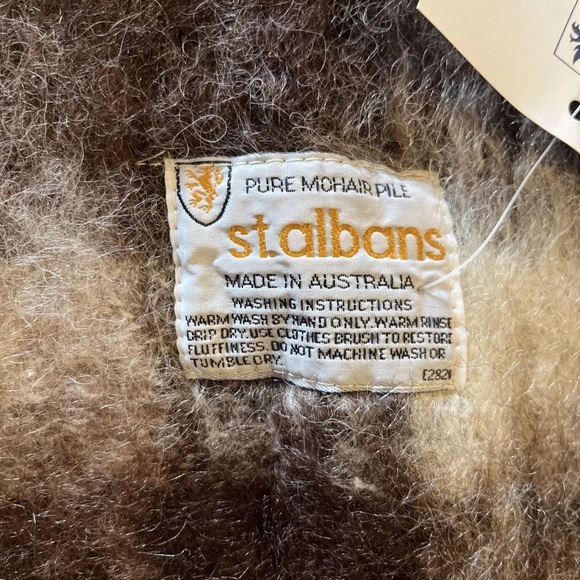 PURE MOHAIR PILE
st.albans
MADE IN AUSTRALIA
WASHING INSTRUCTIONS
WARM WASH BY HAND ONLY. WARM RINSE
DRIP DRY. USE CLOTHES BRUSH TO RESTORE
FLUFFINESS. DO NOT MACHINE WASH OR
TUMBLE DRY.